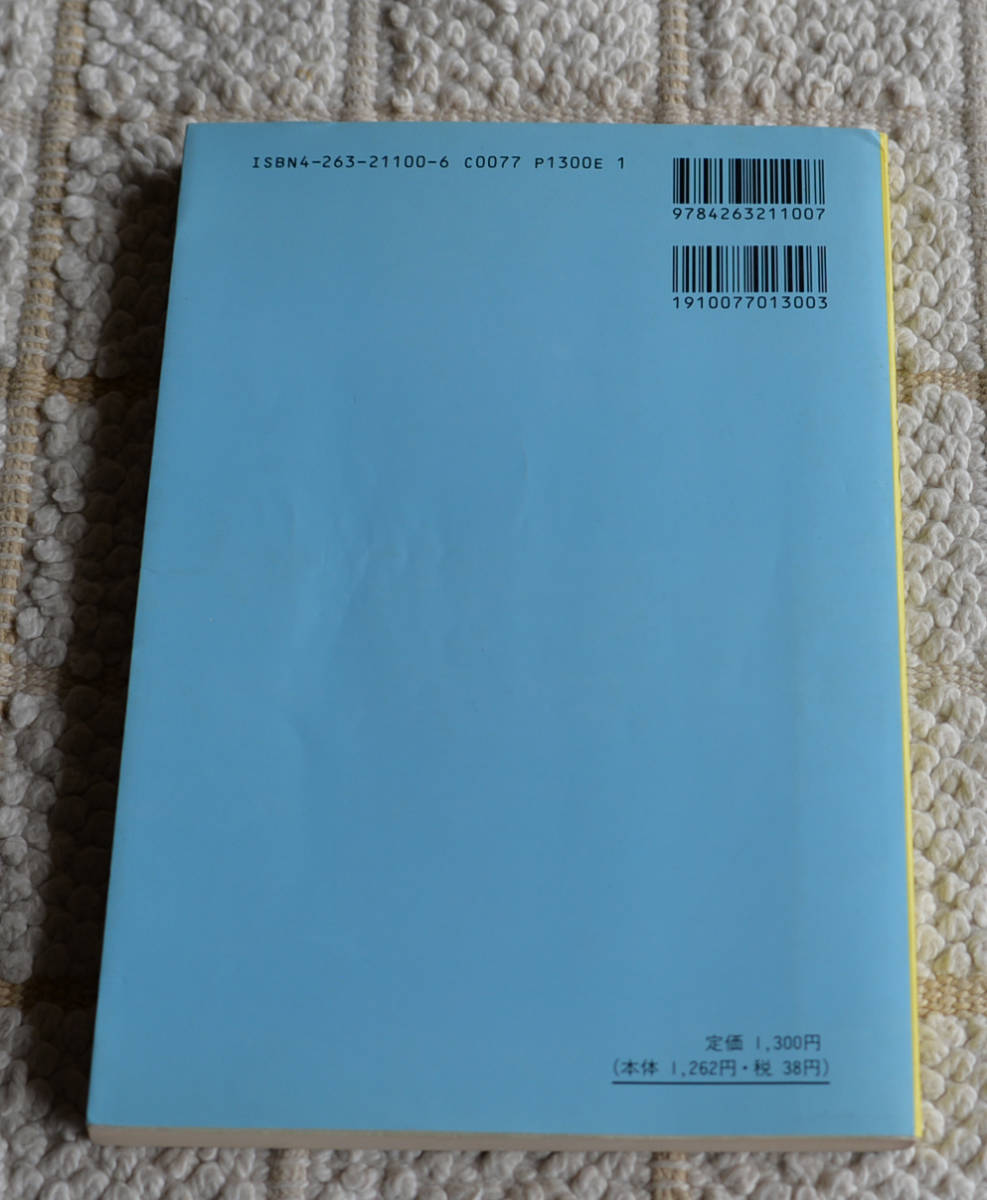 ISBN4-263-21100-6 C0077 P1300E 1
9784263211007
1910077013003
定価 1,300円
(本体 1,262円・税 38円)